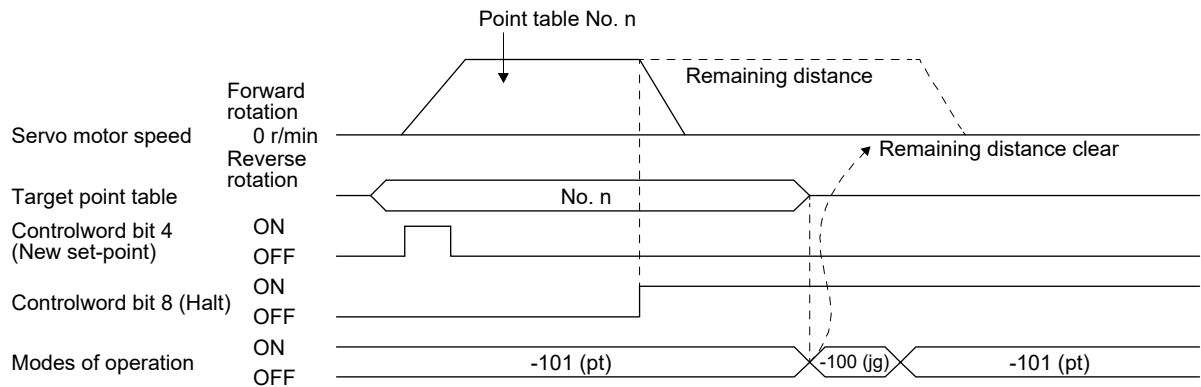 Point table No. n
Remaining distance
Forward
rotation
Servo motor speed 0 r/min
Reverse
rotation
Remaining distance clear
Target point table No. n
Controlword bit 4
(New set-point)
ON
OFF
Controlword bit 8 (Halt)
ON
OFF
Modes of operation
ON
OFF
-101 (pt)
-100 (jg)
-101 (pt)